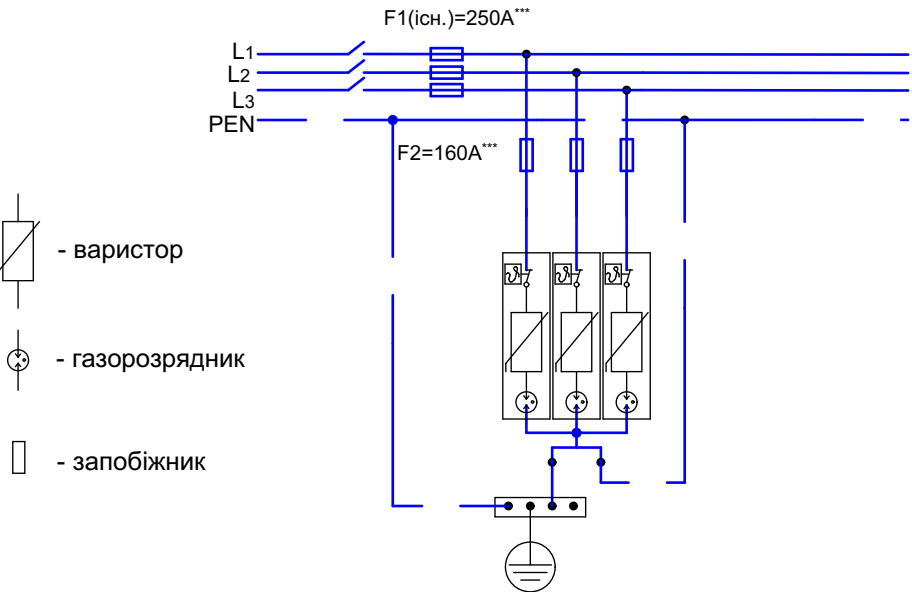 F1(існ.)=250A***
L1
L2
L3
PEN
F2=160A***
- варистор
- газорозрядник
- запобіжник